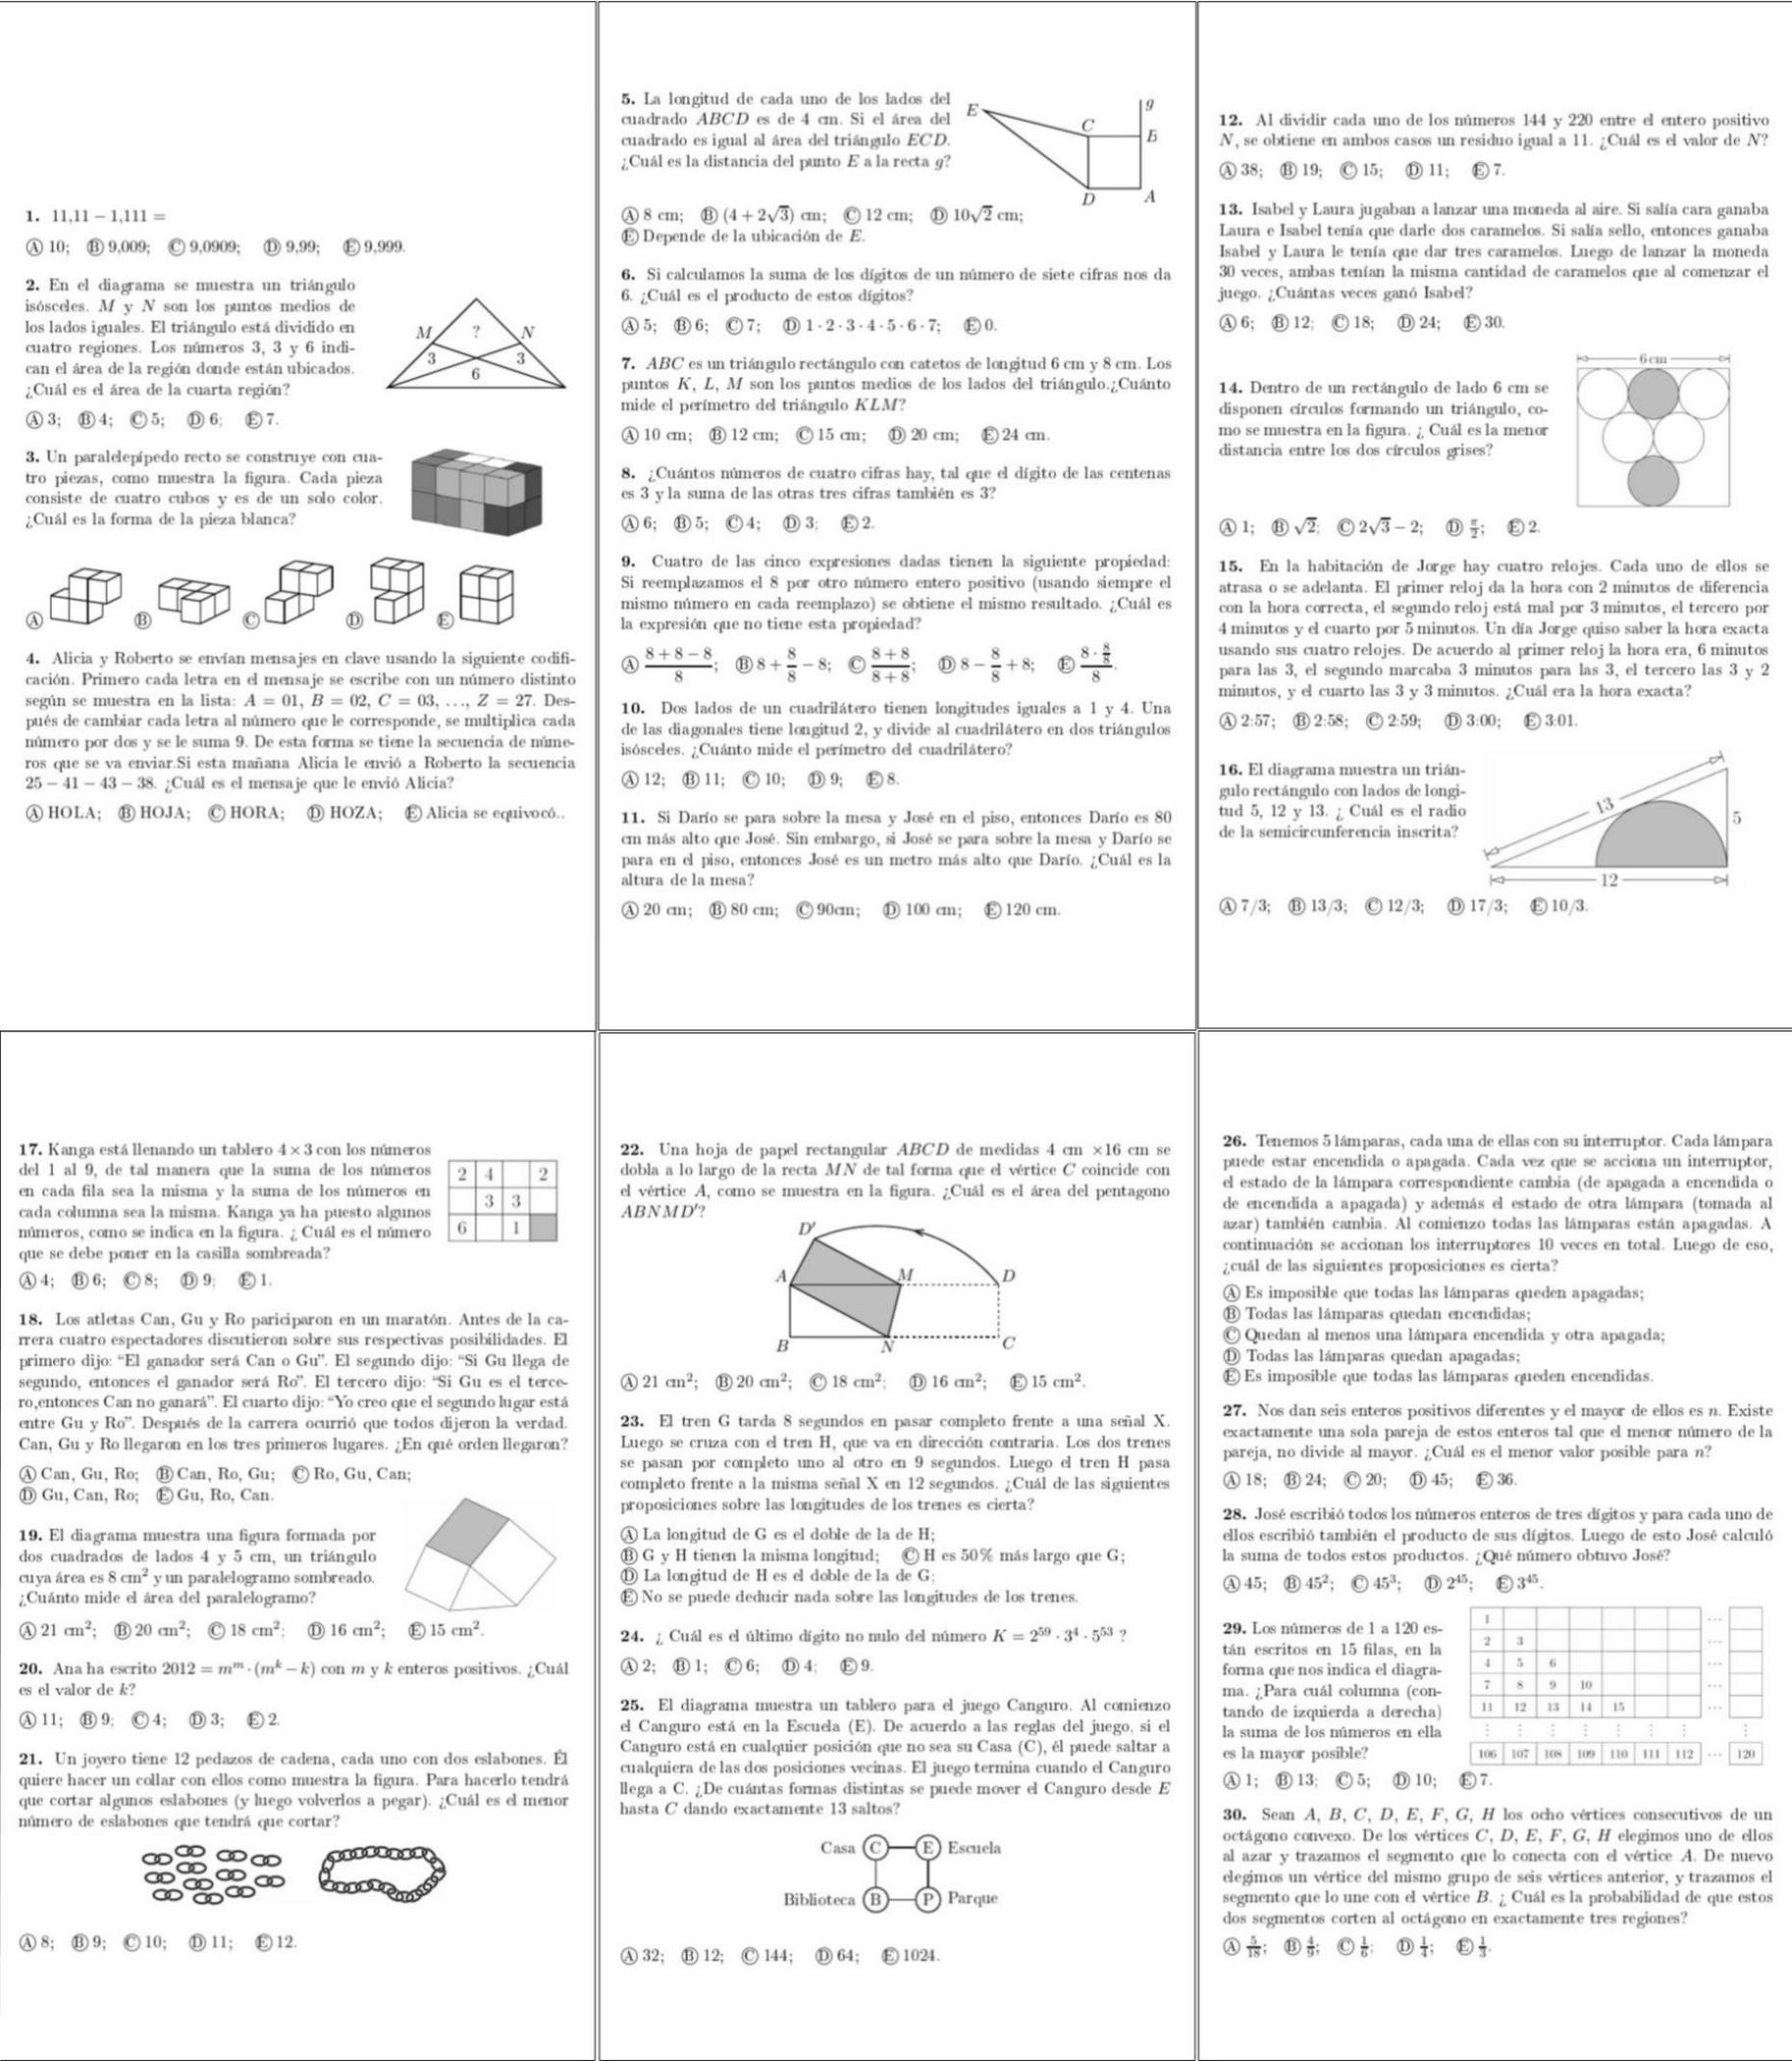 1. 11,11 − 1,111 =
Ⓐ 10; Ⓑ 9,009; Ⓒ 9,0909; Ⓓ 9,99; Ⓔ 9,999.
2. En el diagrama se muestra un triángulo
isósceles. M y N son los puntos medios de
los lados iguales. El triángulo está dividido en
cuatro regiones. Los números 3, 3 y 6 indi-
can el área de la región donde están ubicados.
¿Cuál es el área de la cuarta región?
M ? N
3 3
6
Ⓐ 3; Ⓑ 4; Ⓒ 5; Ⓓ 6; Ⓔ 7.
3. Un paralelepípedo recto se construye con cua-
tro piezas, como muestra la figura. Cada pieza
consiste de cuatro cubos y es de un solo color.
¿Cuál es la forma de la pieza blanca?
Ⓐ Ⓑ Ⓒ Ⓓ Ⓔ
4. Alicia y Roberto se envían mensajes en clave usando la siguiente codifi-
cación. Primero cada letra en el mensaje se escribe con un número distinto
según se muestra en la lista: A = 01, B = 02, C = 03, ..., Z = 27. Des-
pués de cambiar cada letra al número que le corresponde, se multiplica cada
número por dos y se le suma 9. De esta forma se tiene la secuencia de núme-
ros que se va enviar.Si esta mañana Alicia le envió a Roberto la secuencia
25 − 41 − 43 − 38. ¿Cuál es el mensaje que le envió Alicia?
Ⓐ HOLA; Ⓑ HOJA; Ⓒ HORA; Ⓓ HOZA; Ⓔ Alicia se equivocó..
5. La longitud de cada uno de los lados del
cuadrado ABCD es de 4 cm. Si el área del
cuadrado es igual al área del triángulo ECD.
¿Cuál es la distancia del punto E a la recta g?
E g
C B
D A
Ⓐ 8 cm; Ⓑ (4 + 2√3) cm; Ⓒ 12 cm; Ⓓ 10√2 cm;
Ⓔ Depende de la ubicación de E.
6. Si calculamos la suma de los dígitos de un número de siete cifras nos da
6. ¿Cuál es el producto de estos dígitos?
Ⓐ 5; Ⓑ 6; Ⓒ 7; Ⓓ 1 · 2 · 3 · 4 · 5 · 6 · 7; Ⓔ 0.
7. ABC es un triángulo rectángulo con catetos de longitud 6 cm y 8 cm. Los
puntos K, L, M son los puntos medios de los lados del triángulo.¿Cuánto
mide el perímetro del triángulo KLM?
Ⓐ 10 cm; Ⓑ 12 cm; Ⓒ 15 cm; Ⓓ 20 cm; Ⓔ 24 cm.
8. ¿Cuántos números de cuatro cifras hay, tal que el dígito de las centenas
es 3 y la suma de las otras tres cifras también es 3?
Ⓐ 6; Ⓑ 5; Ⓒ 4; Ⓓ 3; Ⓔ 2.
9. Cuatro de las cinco expresiones dadas tienen la siguiente propiedad:
Si reemplazamos el 8 por otro número entero positivo (usando siempre el
mismo número en cada reemplazo) se obtiene el mismo resultado. ¿Cuál es
la expresión que no tiene esta propiedad?
Ⓐ (8 + 8 − 8)/8; Ⓑ 8 + 8/8 − 8; Ⓒ (8 + 8)/(8 + 8); Ⓓ 8 − 8/8 + 8; Ⓔ (8 · 8/8)/8.
10. Dos lados de un cuadrilátero tienen longitudes iguales a 1 y 4. Una
de las diagonales tiene longitud 2, y divide al cuadrilátero en dos triángulos
isósceles. ¿Cuánto mide el perímetro del cuadrilátero?
Ⓐ 12; Ⓑ 11; Ⓒ 10; Ⓓ 9; Ⓔ 8.
11. Si Darío se para sobre la mesa y José en el piso, entonces Darío es 80
cm más alto que José. Sin embargo, si José se para sobre la mesa y Darío se
para en el piso, entonces José es un metro más alto que Darío. ¿Cuál es la
altura de la mesa?
Ⓐ 20 cm; Ⓑ 80 cm; Ⓒ 90cm; Ⓓ 100 cm; Ⓔ 120 cm.
12. Al dividir cada uno de los números 144 y 220 entre el entero positivo
N, se obtiene en ambos casos un residuo igual a 11. ¿Cuál es el valor de N?
Ⓐ 38; Ⓑ 19; Ⓒ 15; Ⓓ 11; Ⓔ 7.
13. Isabel y Laura jugaban a lanzar una moneda al aire. Si salía cara ganaba
Laura e Isabel tenía que darle dos caramelos. Si salía sello, entonces ganaba
Isabel y Laura le tenía que dar tres caramelos. Luego de lanzar la moneda
30 veces, ambas tenían la misma cantidad de caramelos que al comenzar el
juego. ¿Cuántas veces ganó Isabel?
Ⓐ 6; Ⓑ 12; Ⓒ 18; Ⓓ 24; Ⓔ 30.
14. Dentro de un rectángulo de lado 6 cm se
disponen círculos formando un triángulo, co-
mo se muestra en la figura. ¿ Cuál es la menor
distancia entre los dos círculos grises?
6 cm
Ⓐ 1; Ⓑ √2; Ⓒ 2√3 − 2; Ⓓ π/2; Ⓔ 2.
15. En la habitación de Jorge hay cuatro relojes. Cada uno de ellos se
atrasa o se adelanta. El primer reloj da la hora con 2 minutos de diferencia
con la hora correcta, el segundo reloj está mal por 3 minutos, el tercero por
4 minutos y el cuarto por 5 minutos. Un día Jorge quiso saber la hora exacta
usando sus cuatro relojes. De acuerdo al primer reloj la hora era, 6 minutos
para las 3, el segundo marcaba 3 minutos para las 3, el tercero las 3 y 2
minutos, y el cuarto las 3 y 3 minutos. ¿Cuál era la hora exacta?
Ⓐ 2:57; Ⓑ 2:58; Ⓒ 2:59; Ⓓ 3:00; Ⓔ 3:01.
16. El diagrama muestra un trián-
gulo rectángulo con lados de longi-
tud 5, 12 y 13. ¿ Cuál es el radio
de la semicircunferencia inscrita?
13
5
12
Ⓐ 7/3; Ⓑ 13/3; Ⓒ 12/3; Ⓓ 17/3; Ⓔ 10/3.
17. Kanga está llenando un tablero 4 × 3 con los números
del 1 al 9, de tal manera que la suma de los números
en cada fila sea la misma y la suma de los números en
cada columna sea la misma. Kanga ya ha puesto algunos
números, como se indica en la figura. ¿ Cuál es el número
que se debe poner en la casilla sombreada?
2 4 2
3 3
6 1
Ⓐ 4; Ⓑ 6; Ⓒ 8; Ⓓ 9; Ⓔ 1.
18. Los atletas Can, Gu y Ro pariciparon en un maratón. Antes de la ca-
rrera cuatro espectadores discutieron sobre sus respectivas posibilidades. El
primero dijo: “El ganador será Can o Gu”. El segundo dijo: “Si Gu llega de
segundo, entonces el ganador será Ro”. El tercero dijo: “Si Gu es el terce-
ro,entonces Can no ganará”. El cuarto dijo: “Yo creo que el segundo lugar está
entre Gu y Ro”. Después de la carrera ocurrió que todos dijeron la verdad.
Can, Gu y Ro llegaron en los tres primeros lugares. ¿En qué orden llegaron?
Ⓐ Can, Gu, Ro; Ⓑ Can, Ro, Gu; Ⓒ Ro, Gu, Can;
Ⓓ Gu, Can, Ro; Ⓔ Gu, Ro, Can.
19. El diagrama muestra una figura formada por
dos cuadrados de lados 4 y 5 cm, un triángulo
cuya área es 8 cm² y un paralelogramo sombreado.
¿Cuánto mide el área del paralelogramo?
Ⓐ 21 cm²; Ⓑ 20 cm²; Ⓒ 18 cm²; Ⓓ 16 cm²; Ⓔ 15 cm².
20. Ana ha escrito 2012 = mᵐ · (mᵏ − k) con m y k enteros positivos. ¿Cuál
es el valor de k?
Ⓐ 11; Ⓑ 9; Ⓒ 4; Ⓓ 3; Ⓔ 2.
21. Un joyero tiene 12 pedazos de cadena, cada uno con dos eslabones. Él
quiere hacer un collar con ellos como muestra la figura. Para hacerlo tendrá
que cortar algunos eslabones (y luego volverlos a pegar). ¿Cuál es el menor
número de eslabones que tendrá que cortar?
Ⓐ 8; Ⓑ 9; Ⓒ 10; Ⓓ 11; Ⓔ 12.
22. Una hoja de papel rectangular ABCD de medidas 4 cm ×16 cm se
dobla a lo largo de la recta MN de tal forma que el vértice C coincide con
el vértice A, como se muestra en la figura. ¿Cuál es el área del pentagono
ABNMD′?
D′
A M D
B N C
Ⓐ 21 cm²; Ⓑ 20 cm²; Ⓒ 18 cm²; Ⓓ 16 cm²; Ⓔ 15 cm².
23. El tren G tarda 8 segundos en pasar completo frente a una señal X.
Luego se cruza con el tren H, que va en dirección contraria. Los dos trenes
se pasan por completo uno al otro en 9 segundos. Luego el tren H pasa
completo frente a la misma señal X en 12 segundos. ¿Cuál de las siguientes
proposiciones sobre las longitudes de los trenes es cierta?
Ⓐ La longitud de G es el doble de la de H;
Ⓑ G y H tienen la misma longitud; Ⓒ H es 50% más largo que G;
Ⓓ La longitud de H es el doble de la de G;
Ⓔ No se puede deducir nada sobre las longitudes de los trenes.
24. ¿ Cuál es el último dígito no nulo del número K = 2⁵⁹ · 3⁴ · 5⁵³ ?
Ⓐ 2; Ⓑ 1; Ⓒ 6; Ⓓ 4; Ⓔ 9.
25. El diagrama muestra un tablero para el juego Canguro. Al comienzo
el Canguro está en la Escuela (E). De acuerdo a las reglas del juego, si el
Canguro está en cualquier posición que no sea su Casa (C), él puede saltar a
cualquiera de las dos posiciones vecinas. El juego termina cuando el Canguro
llega a C. ¿De cuántas formas distintas se puede mover el Canguro desde E
hasta C dando exactamente 13 saltos?
Casa C E Escuela
Biblioteca B P Parque
Ⓐ 32; Ⓑ 12; Ⓒ 144; Ⓓ 64; Ⓔ 1024.
26. Tenemos 5 lámparas, cada una de ellas con su interruptor. Cada lámpara
puede estar encendida o apagada. Cada vez que se acciona un interruptor,
el estado de la lámpara correspondiente cambia (de apagada a encendida o
de encendida a apagada) y además el estado de otra lámpara (tomada al
azar) también cambia. Al comienzo todas las lámparas están apagadas. A
continuación se accionan los interruptores 10 veces en total. Luego de eso,
¿cuál de las siguientes proposiciones es cierta?
Ⓐ Es imposible que todas las lámparas queden apagadas;
Ⓑ Todas las lámparas quedan encendidas;
Ⓒ Quedan al menos una lámpara encendida y otra apagada;
Ⓓ Todas las lámparas quedan apagadas;
Ⓔ Es imposible que todas las lámparas queden encendidas.
27. Nos dan seis enteros positivos diferentes y el mayor de ellos es n. Existe
exactamente una sola pareja de estos enteros tal que el menor número de la
pareja, no divide al mayor. ¿Cuál es el menor valor posible para n?
Ⓐ 18; Ⓑ 24; Ⓒ 20; Ⓓ 45; Ⓔ 36.
28. José escribió todos los números enteros de tres dígitos y para cada uno de
ellos escribió también el producto de sus dígitos. Luego de esto José calculó
la suma de todos estos productos. ¿Qué número obtuvo José?
Ⓐ 45; Ⓑ 45²; Ⓒ 45³; Ⓓ 2⁴⁵; Ⓔ 3⁴⁵.
29. Los números de 1 a 120 es-
tán escritos en 15 filas, en la
forma que nos indica el diagra-
ma. ¿Para cuál columna (con-
tando de izquierda a derecha)
la suma de los números en ella
es la mayor posible?
1 ...
2 3 ...
4 5 6 ...
7 8 9 10 ...
11 12 13 14 15 ...
⋮ ⋮ ⋮ ⋮ ⋮ ⋮ ⋮ ⋮
106 107 108 109 110 111 112 ... 120
Ⓐ 1; Ⓑ 13; Ⓒ 5; Ⓓ 10; Ⓔ 7.
30. Sean A, B, C, D, E, F, G, H los ocho vértices consecutivos de un
octágono convexo. De los vértices C, D, E, F, G, H elegimos uno de ellos
al azar y trazamos el segmento que lo conecta con el vértice A. De nuevo
elegimos un vértice del mismo grupo de seis vértices anterior, y trazamos el
segmento que lo une con el vértice B. ¿ Cuál es la probabilidad de que estos
dos segmentos corten al octágono en exactamente tres regiones?
Ⓐ 5/18; Ⓑ 4/9; Ⓒ 1/6; Ⓓ 1/4; Ⓔ 1/3.